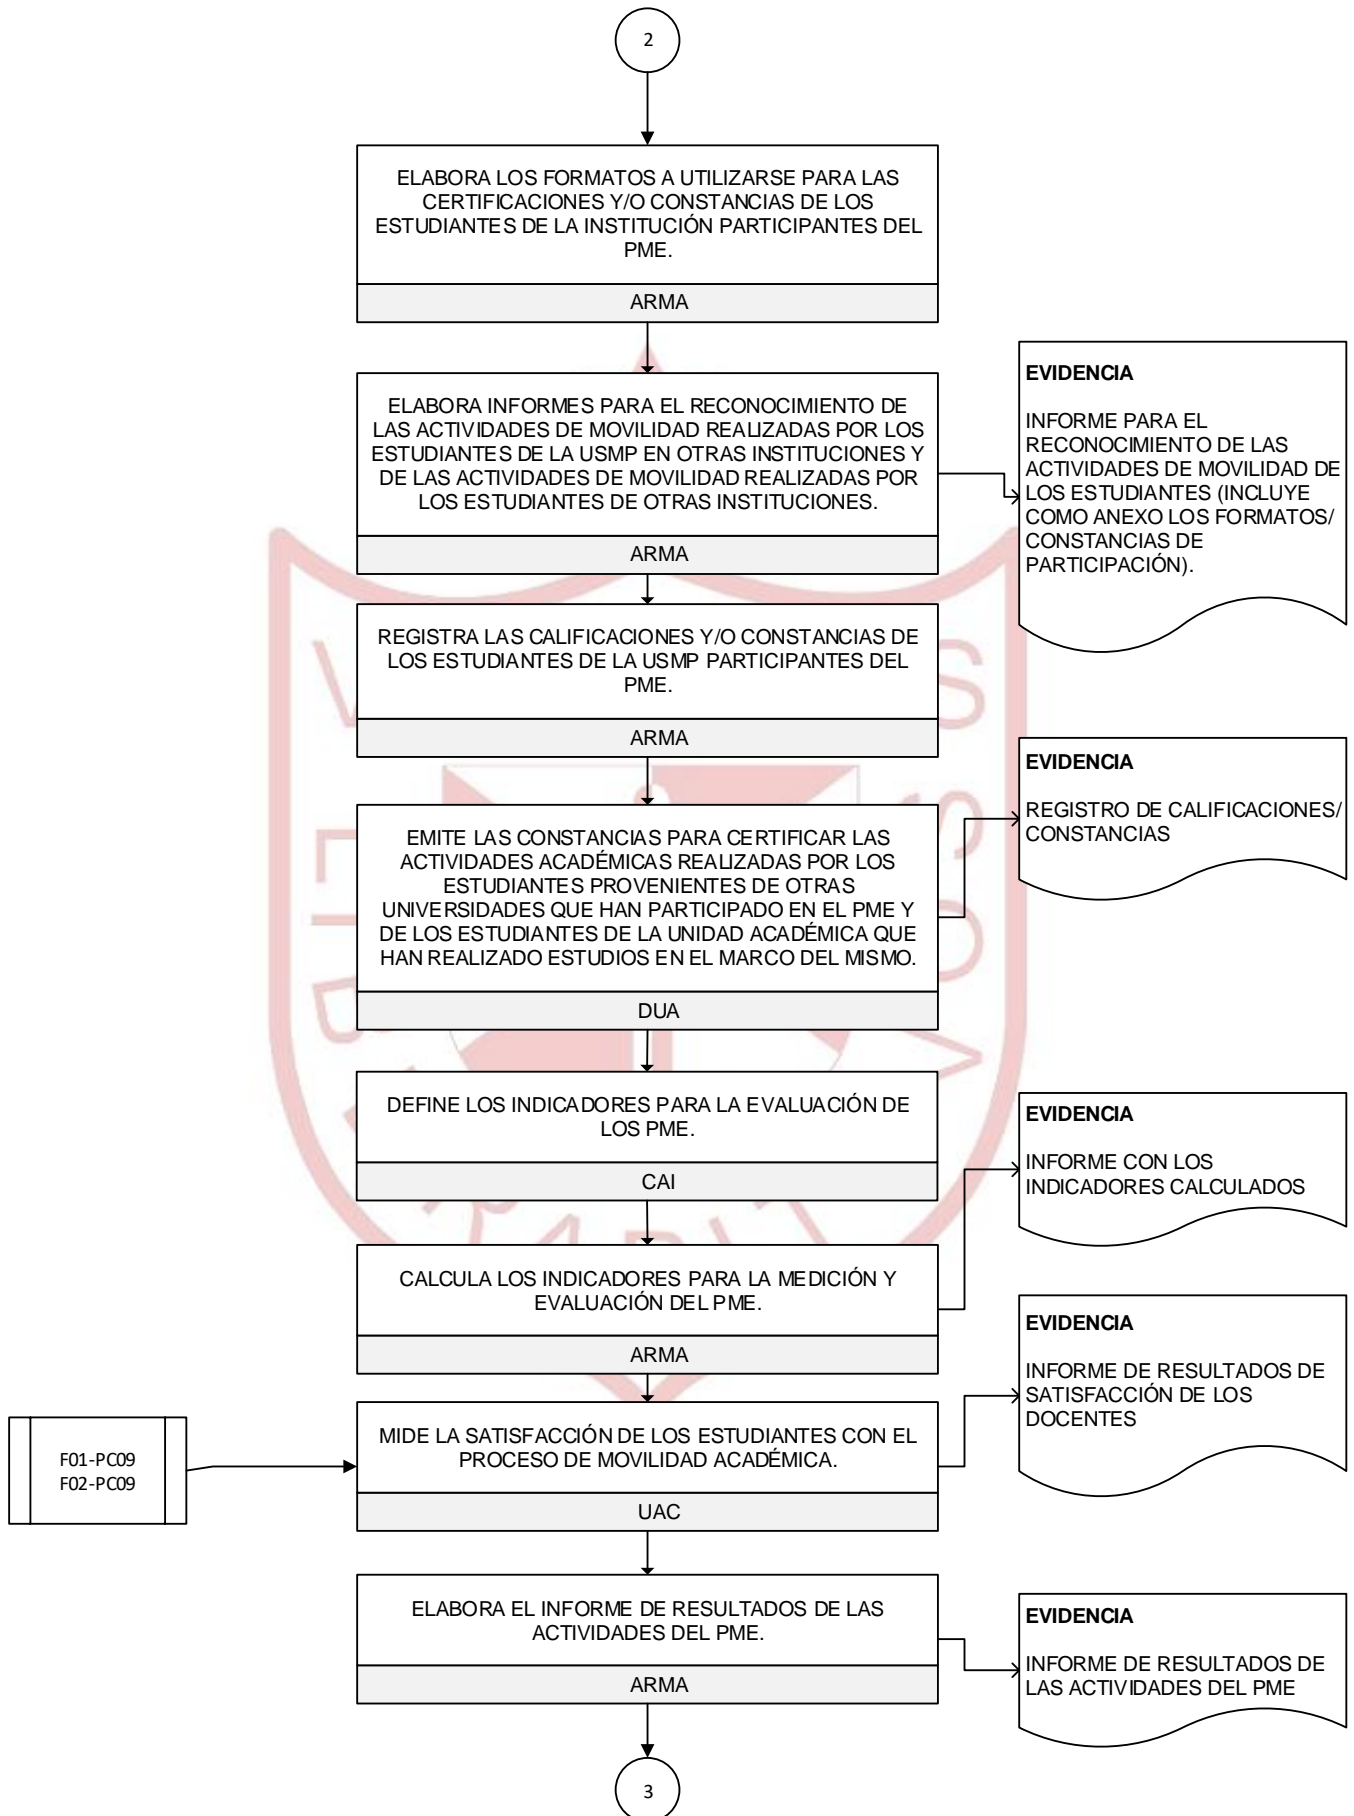 2
ELABORA LOS FORMATOS A UTILIZARSE PARA LAS
CERTIFICACIONES Y/O CONSTANCIAS DE LOS
ESTUDIANTES DE LA INSTITUCIÓN PARTICIPANTES DEL
PME.
ARMA
ELABORA INFORMES PARA EL RECONOCIMIENTO DE
LAS ACTIVIDADES DE MOVILIDAD REALIZADAS POR LOS
ESTUDIANTES DE LA USMP EN OTRAS INSTITUCIONES Y
DE LAS ACTIVIDADES DE MOVILIDAD REALIZADAS POR
LOS ESTUDIANTES DE OTRAS INSTITUCIONES.
ARMA
EVIDENCIA
INFORME PARA EL
RECONOCIMIENTO DE LAS
ACTIVIDADES DE MOVILIDAD DE
LOS ESTUDIANTES (INCLUYE
COMO ANEXO LOS FORMATOS/
CONSTANCIAS DE
PARTICIPACIÓN).
REGISTRA LAS CALIFICACIONES Y/O CONSTANCIAS DE
LOS ESTUDIANTES DE LA USMP PARTICIPANTES DEL
PME.
ARMA
EMITE LAS CONSTANCIAS PARA CERTIFICAR LAS
ACTIVIDADES ACADÉMICAS REALIZADAS POR LOS
ESTUDIANTES PROVENIENTES DE OTRAS
UNIVERSIDADES QUE HAN PARTICIPADO EN EL PME Y
DE LOS ESTUDIANTES DE LA UNIDAD ACADÉMICA QUE
HAN REALIZADO ESTUDIOS EN EL MARCO DEL MISMO.
DUA
EVIDENCIA
REGISTRO DE CALIFICACIONES/
CONSTANCIAS
DEFINE LOS INDICADORES PARA LA EVALUACIÓN DE
LOS PME.
CAI
CALCULA LOS INDICADORES PARA LA MEDICIÓN Y
EVALUACIÓN DEL PME.
ARMA
EVIDENCIA
INFORME CON LOS
INDICADORES CALCULADOS
F01-PC09
F02-PC09
MIDE LA SATISFACCIÓN DE LOS ESTUDIANTES CON EL
PROCESO DE MOVILIDAD ACADÉMICA.
UAC
EVIDENCIA
INFORME DE RESULTADOS DE
SATISFACCIÓN DE LOS
DOCENTES
ELABORA EL INFORME DE RESULTADOS DE LAS
ACTIVIDADES DEL PME.
ARMA
EVIDENCIA
INFORME DE RESULTADOS DE
LAS ACTIVIDADES DEL PME
3